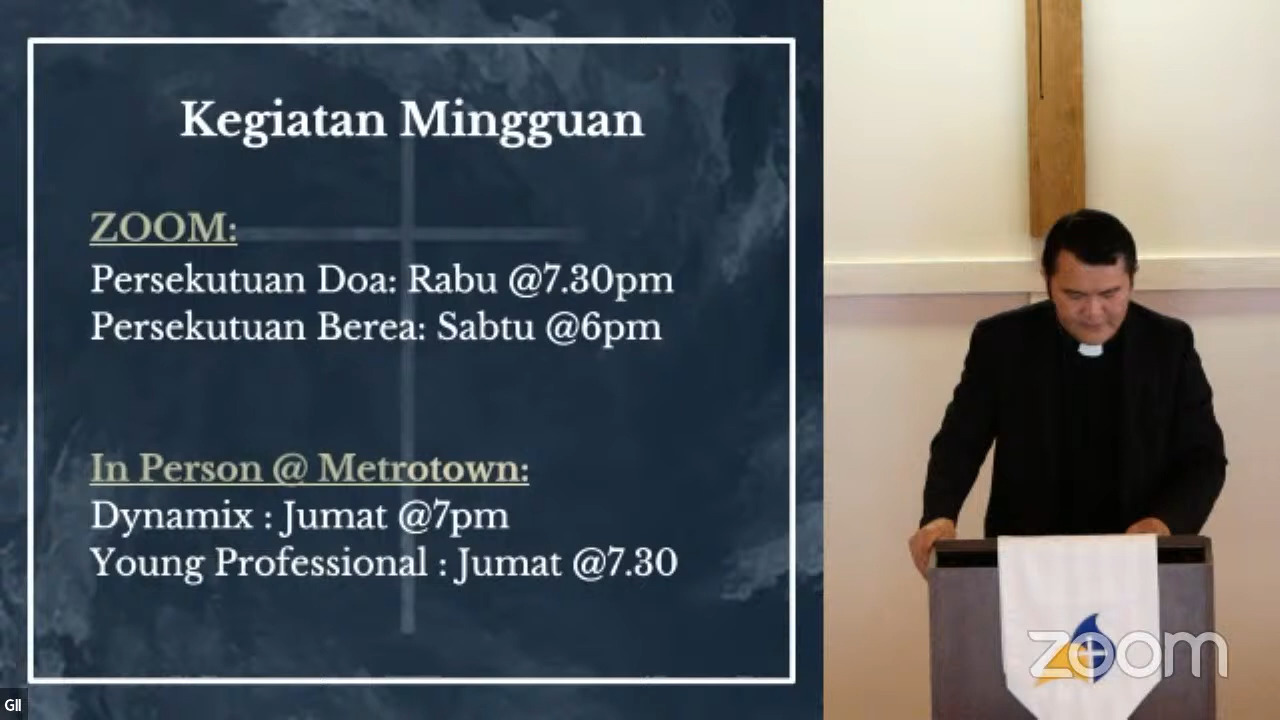 Kegiatan Mingguan
ZOOM:
Persekutuan Doa: Rabu @7.30pm
Persekutuan Berea: Sabtu @6pm
In Person @ Metrotown:
Dynamix : Jumat @7pm
Young Professional : Jumat @7.30
zoom
GII